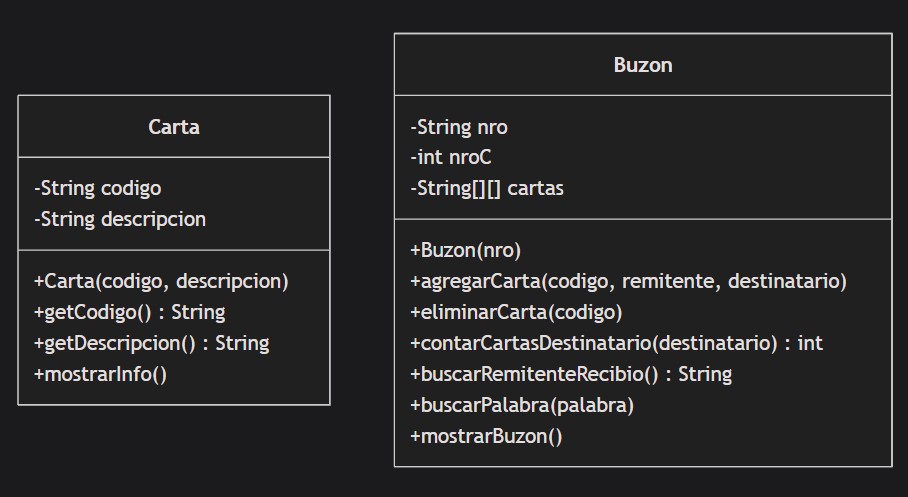 Carta
-String codigo
-String descripcion
+Carta(codigo, descripcion)
+getCodigo() : String
+getDescripcion() : String
+mostrarInfo()
Buzon
-String nro
-int nroC
-String[][] cartas
+Buzon(nro)
+agregarCarta(codigo, remitente, destinatario)
+eliminarCarta(codigo)
+contarCartasDestinatario(destinatario) : int
+buscarRemitenteRecibio() : String
+buscarPalabra(palabra)
+mostrarBuzon()